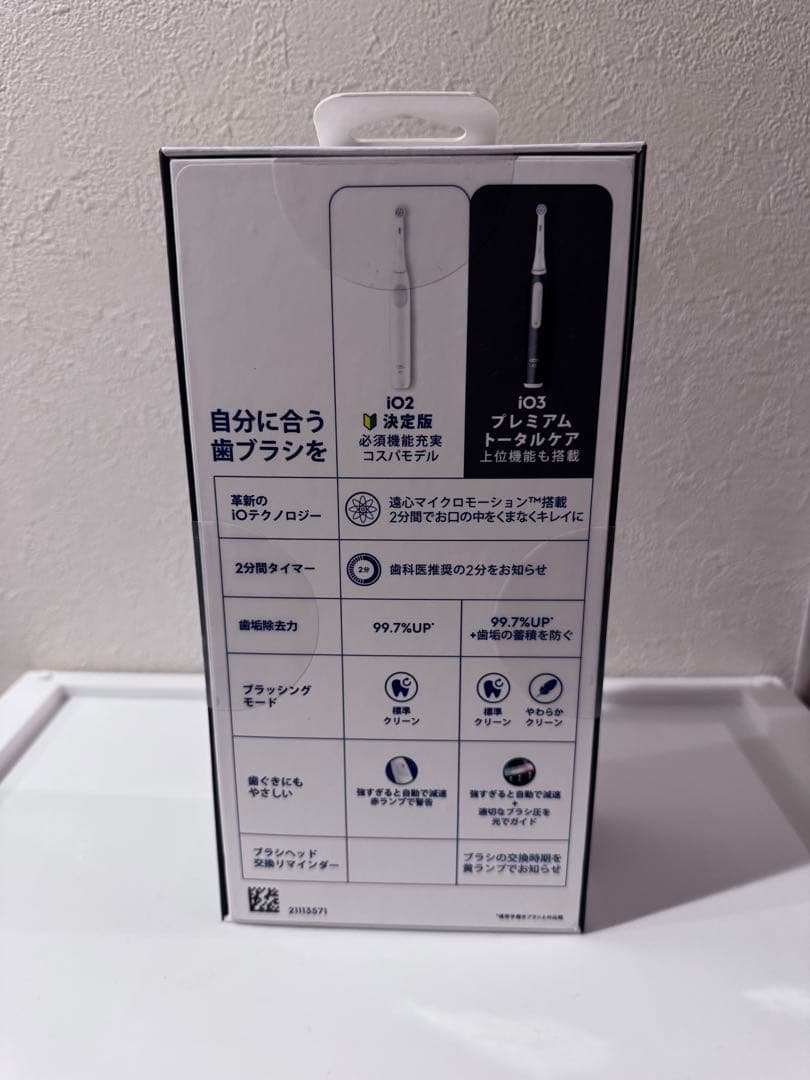 自分に合う
歯ブラシを
iO2
決定版
必須機能充実
コスパモデル
iO3
プレミアム
トータルケア
上位機能も搭載
革新の
iOテクノロジー
遠心マイクロモーション™搭載
2分間でお口の中をくまなくキレイに
2分間タイマー
2分
歯科医推奨の2分をお知らせ
歯垢除去力
99.7%UP*
99.7%UP*
+歯垢の蓄積を防ぐ
ブラッシング
モード
標準
クリーン
標準
クリーン
やわらか
クリーン
歯ぐきにも
やさしい
強すぎると自動で減速
赤ランプで警告
強すぎると自動で減速
+
適切なブラシ圧を
光でガイド
ブラシヘッド
交換リマインダー
ブラシの交換時期を
黄ランプでお知らせ
21113571